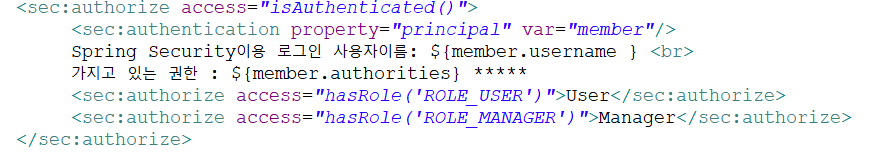 <sec:authorize access="isAuthenticated()">
<sec:authentication property="principal" var="member"/>
Spring Security이용 로그인 사용자이름: ${member.username } <br>
가지고 있는 권한 : ${member.authorities} *****
<sec:authorize access="hasRole('ROLE_USER')">User</sec:authorize>
<sec:authorize access="hasRole('ROLE_MANAGER')">Manager</sec:authorize>
</sec:authorize>